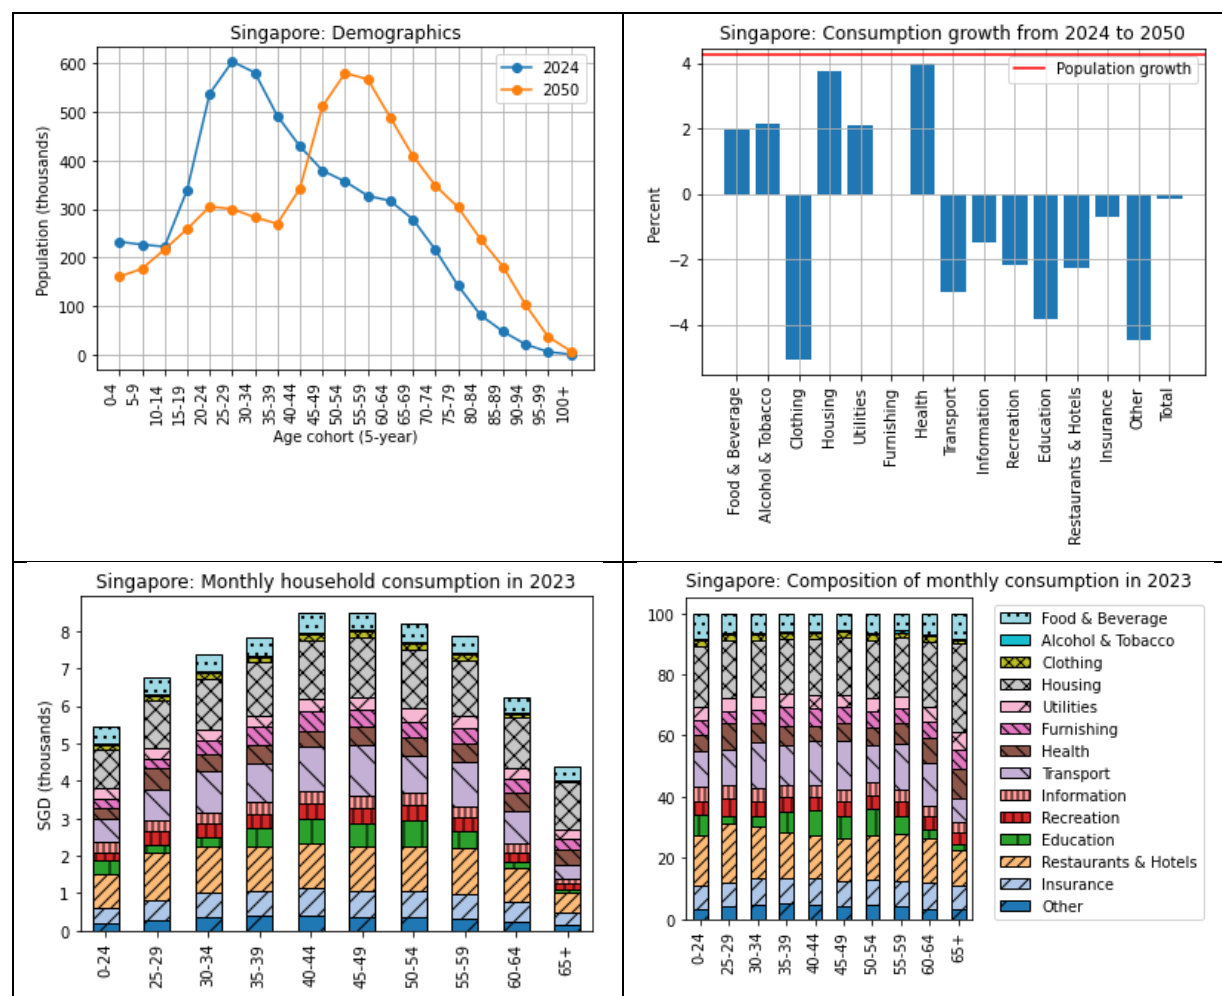 Singapore: Demographics
600
500
400
300
200
100
0
Population (thousands)
2024
2050
0-4
5-9
10-14
15-19
20-24
25-29
30-34
35-39
40-44
45-49
50-54
55-59
60-64
65-69
70-74
75-79
80-84
85-89
90-94
95-99
100+
Age cohort (5-year)
Singapore: Consumption growth from 2024 to 2050
4
2
0
−2
−4
Percent
Population growth
Food & Beverage
Alcohol & Tobacco
Clothing
Housing
Utilities
Furnishing
Health
Transport
Information
Recreation
Education
Restaurants & Hotels
Insurance
Other
Total
Singapore: Monthly household consumption in 2023
8
7
6
5
4
3
2
1
0
SGD (thousands)
0-24
25-29
30-34
35-39
40-44
45-49
50-54
55-59
60-64
65+
Singapore: Composition of monthly consumption in 2023
100
80
60
40
20
0
0-24
25-29
30-34
35-39
40-44
45-49
50-54
55-59
60-64
65+
Food & Beverage
Alcohol & Tobacco
Clothing
Housing
Utilities
Furnishing
Health
Transport
Information
Recreation
Education
Restaurants & Hotels
Insurance
Other